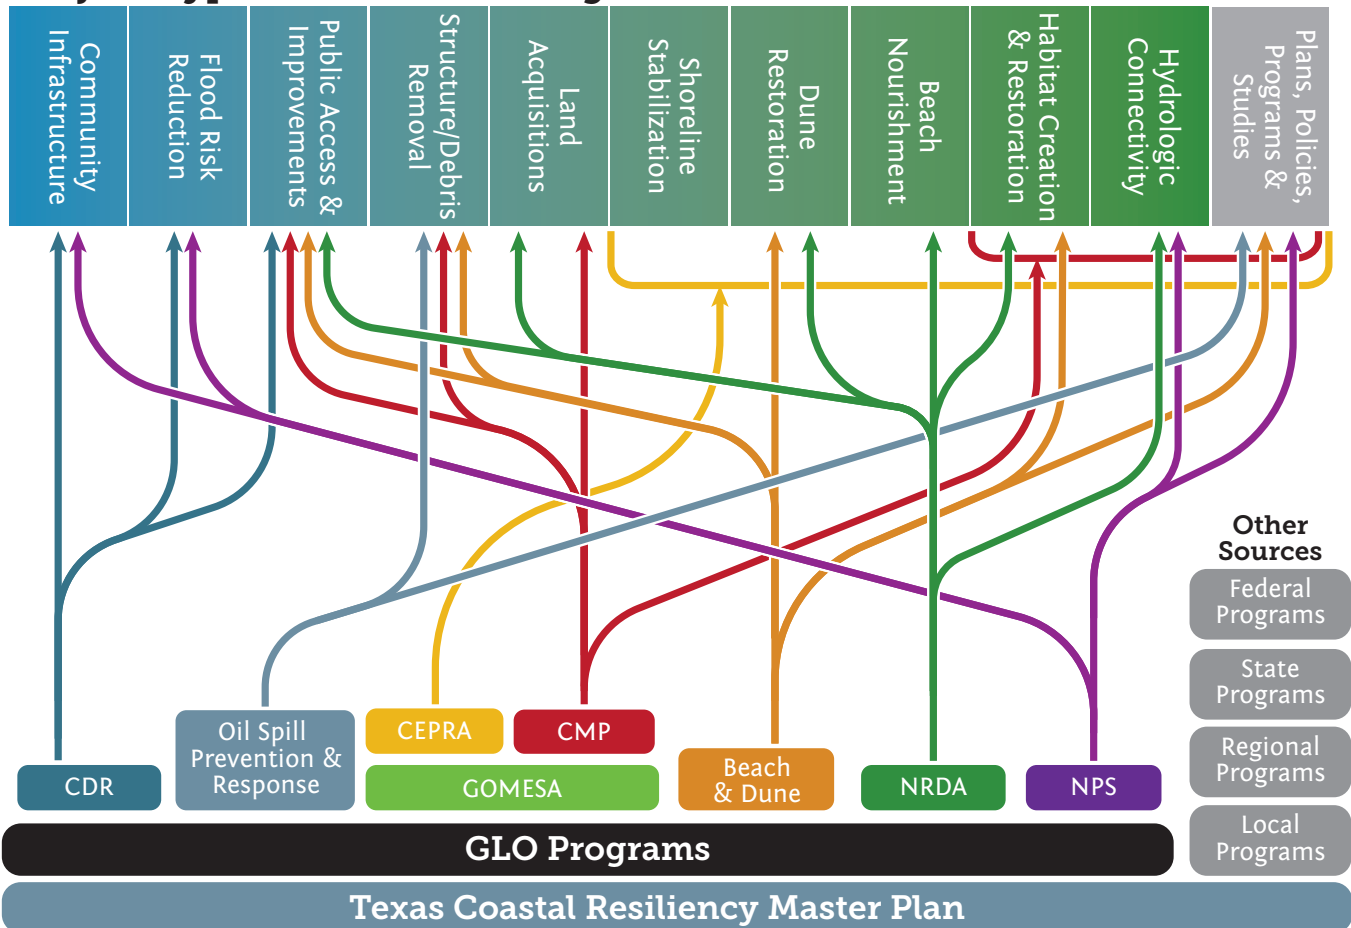 Community
Infrastructure
Flood Risk
Reduction
Public Access &
Improvements
Structure/Debris
Removal
Land
Acquisitions
Shoreline
Stabilization
Dune
Restoration
Beach
Nourishment
Habitat Creation
& Restoration
Hydrologic
Connectivity
Plans, Policies,
Programs &
Studies
Other
Sources
Federal
Programs
State
Programs
Regional
Programs
Local
Programs
CDR
Oil Spill
Prevention &
Response
CEPRA
CMP
GOMESA
Beach
& Dune
NRDA
NPS
GLO Programs
Texas Coastal Resiliency Master Plan